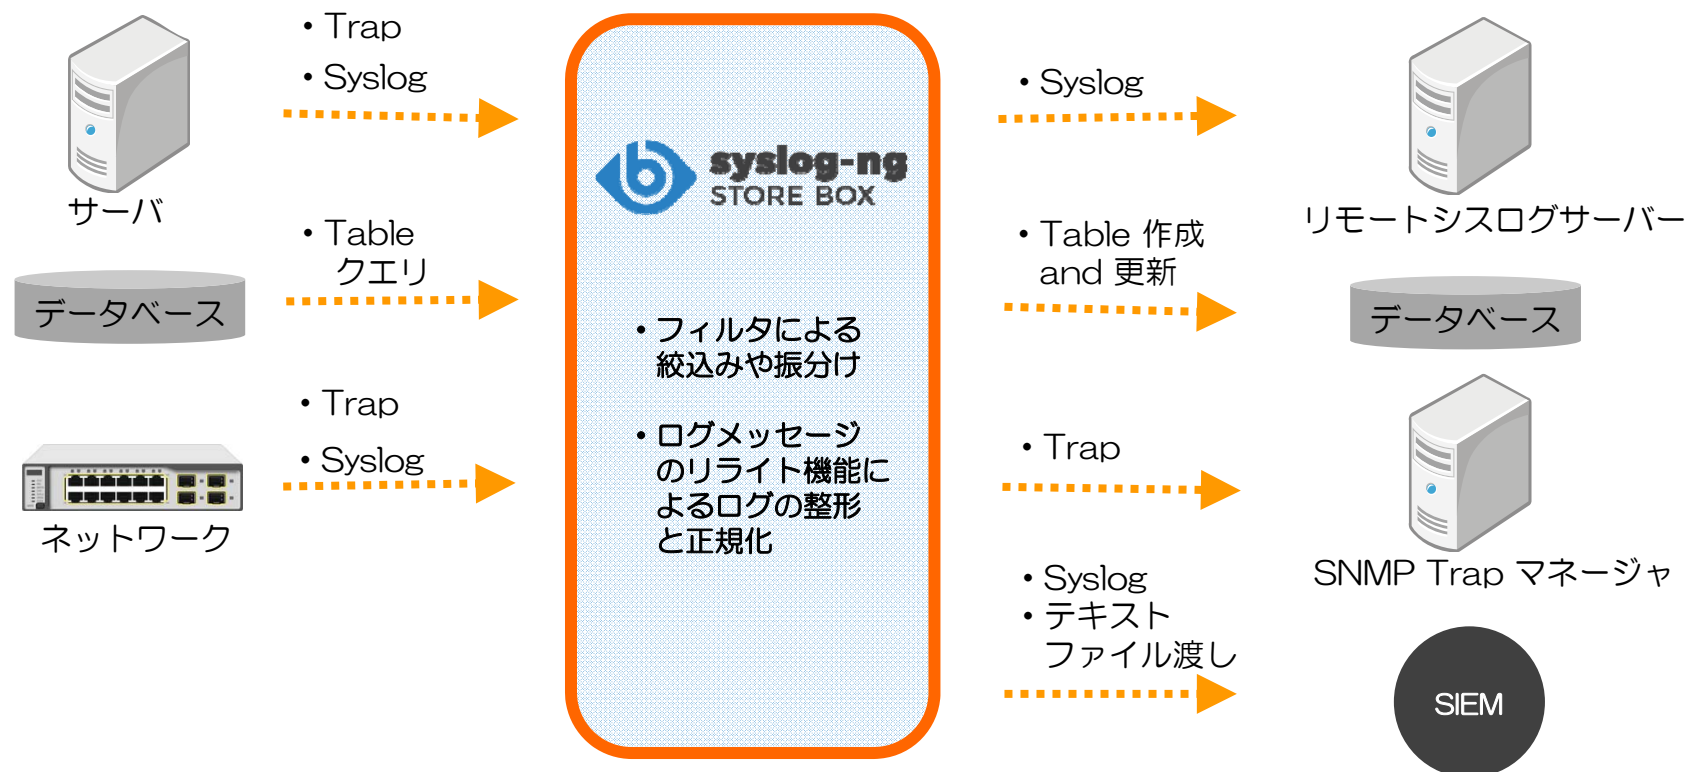 ・Trap
・Syslog
サーバ
・Table
クエリ
データベース
・Trap
・Syslog
ネットワーク
syslog-ng
STORE BOX
・フィルタによる
絞込みや振分け
・ログメッセージ
のリライト機能に
よるログの整形
と正規化
・Syslog
リモートシスログサーバー
・Table 作成
and 更新
データベース
・Trap
SNMP Trap マネージャ
・Syslog
・テキスト
ファイル渡し
SIEM